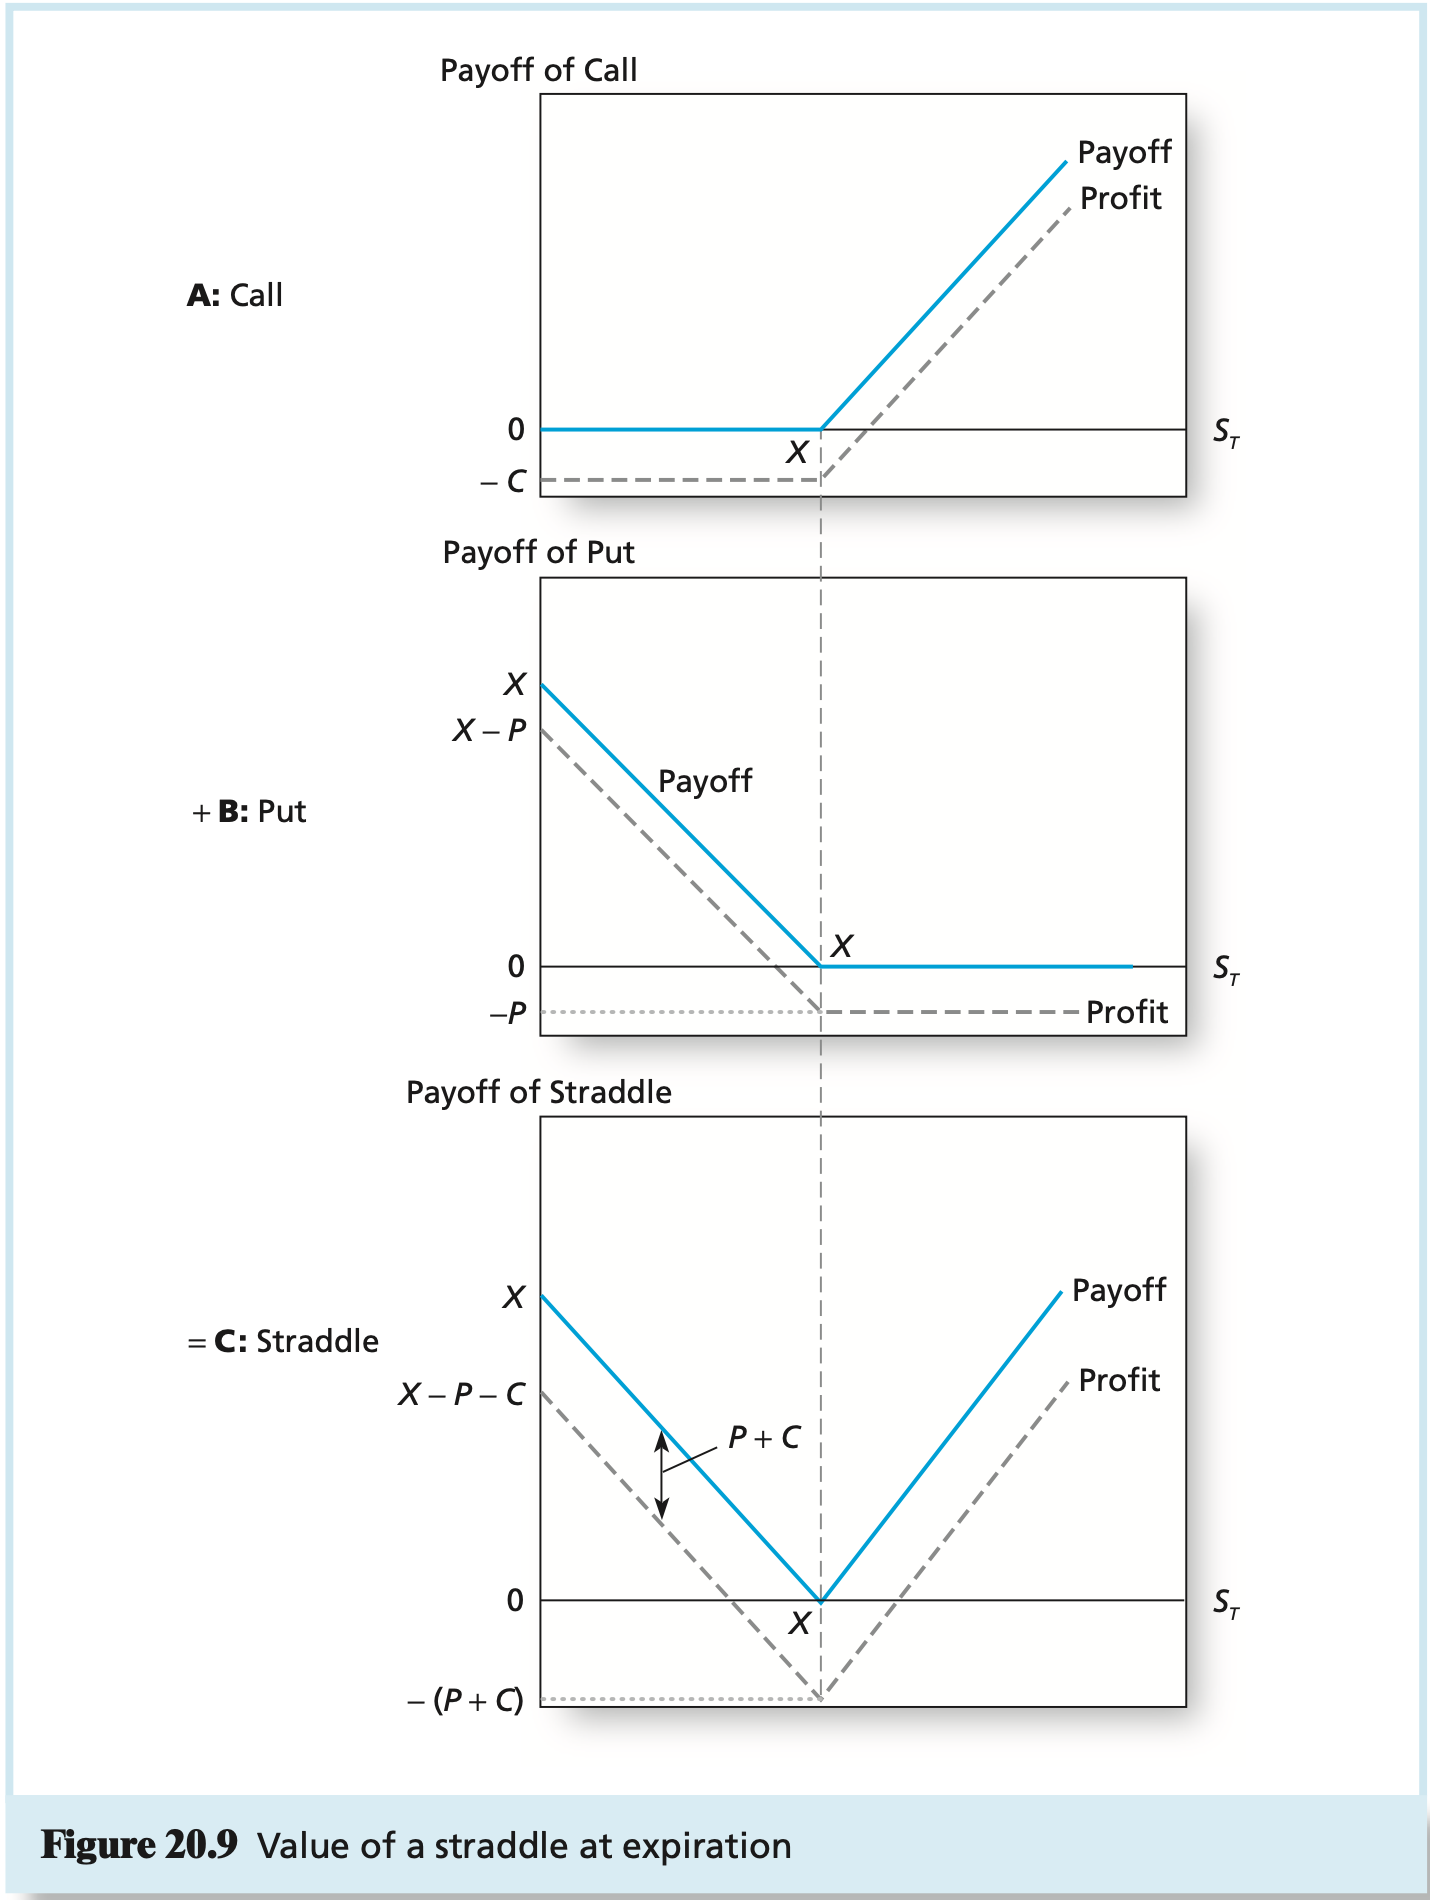 Payoff of Call
Payoff
Profit
A: Call
0
X
S_T
– C
Payoff of Put
X
X – P
Payoff
+ B: Put
X
0
S_T
–P
Profit
Payoff of Straddle
X
Payoff
= C: Straddle
X – P – C
Profit
P + C
0
X
S_T
– (P + C)
Figure 20.9 Value of a straddle at expiration